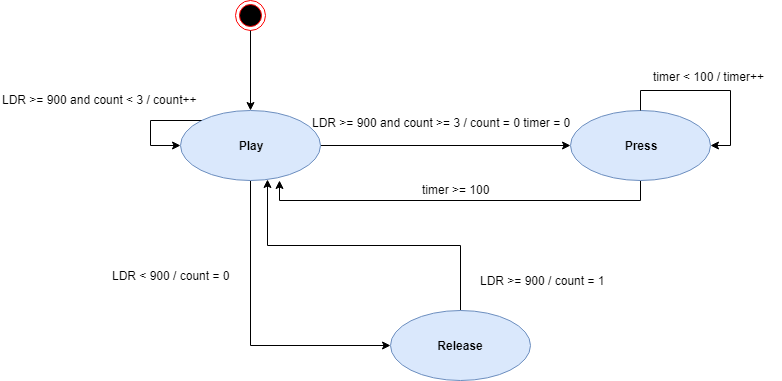 timer < 100 / timer++
LDR >= 900 and count < 3 / count++
LDR >= 900 and count >= 3 / count = 0 timer = 0
Play
Press
timer >= 100
LDR < 900 / count = 0
LDR >= 900 / count = 1
Release